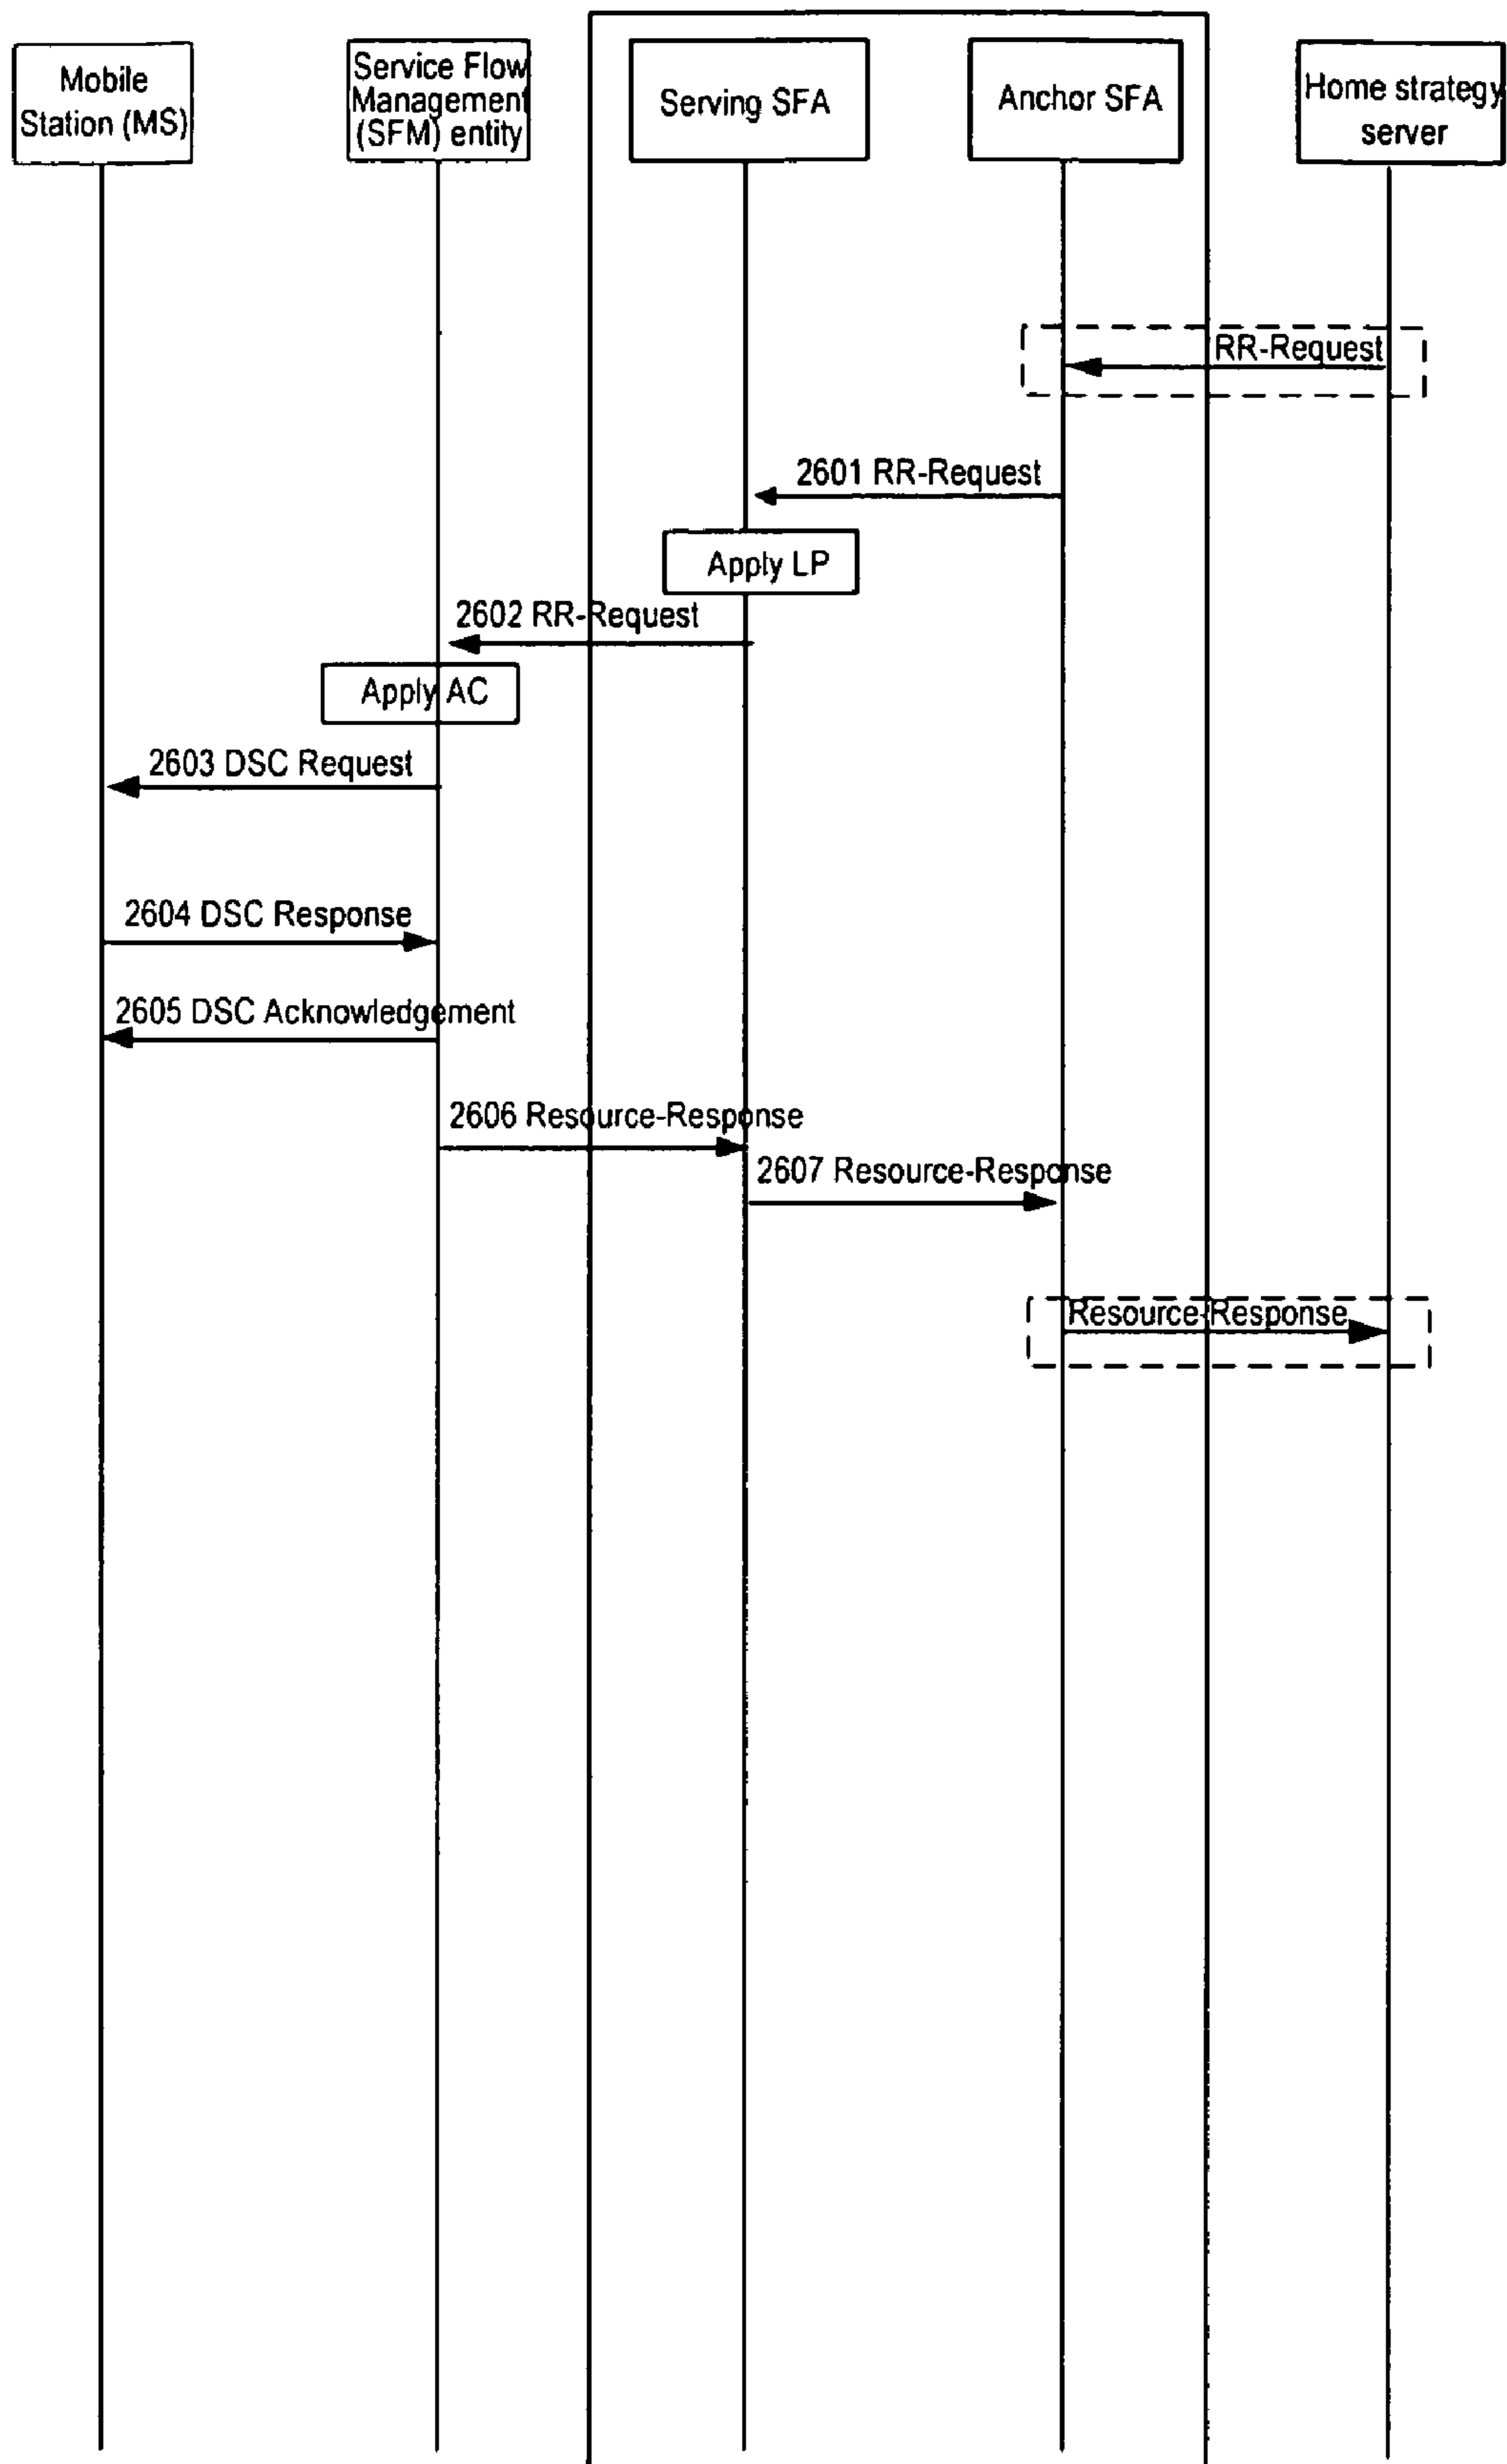 Mobile
Station (MS)
Service Flow
Management
(SFM) entity
Serving SFA
Anchor SFA
Home strategy
server
RR-Request
2601 RR-Request
Apply LP
2602 RR-Request
Apply AC
2603 DSC Request
2604 DSC Response
2605 DSC Acknowledgement
2606 Resource-Response
2607 Resource-Response
Resource-Response